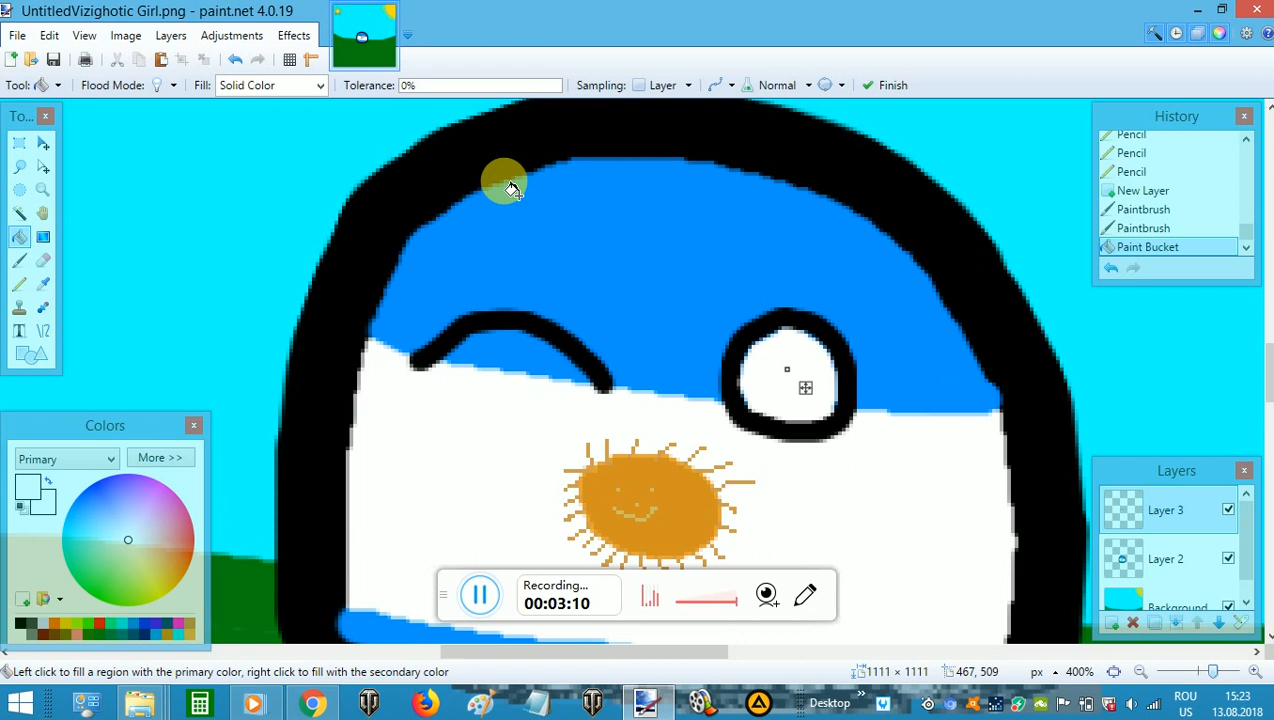 UntitledVizighotic Girl.png - paint.net 4.0.19
File Edit View Image Layers Adjustments Effects
Tool: Flood Mode: Fill: Solid Color Tolerance: 0% Sampling: Layer Normal Finish
To...
History
Pencil
Pencil
Pencil
New Layer
Paintbrush
Paintbrush
Paint Bucket
Colors
Primary
More >>
Layers
Layer 3
Layer 2
Background
Recording...
00:03:10
Left click to fill a region with the primary color, right click to fill with the secondary color
1111 × 1111
467, 509
px
400%
Desktop
ROU
US
15:23
13.08.2018